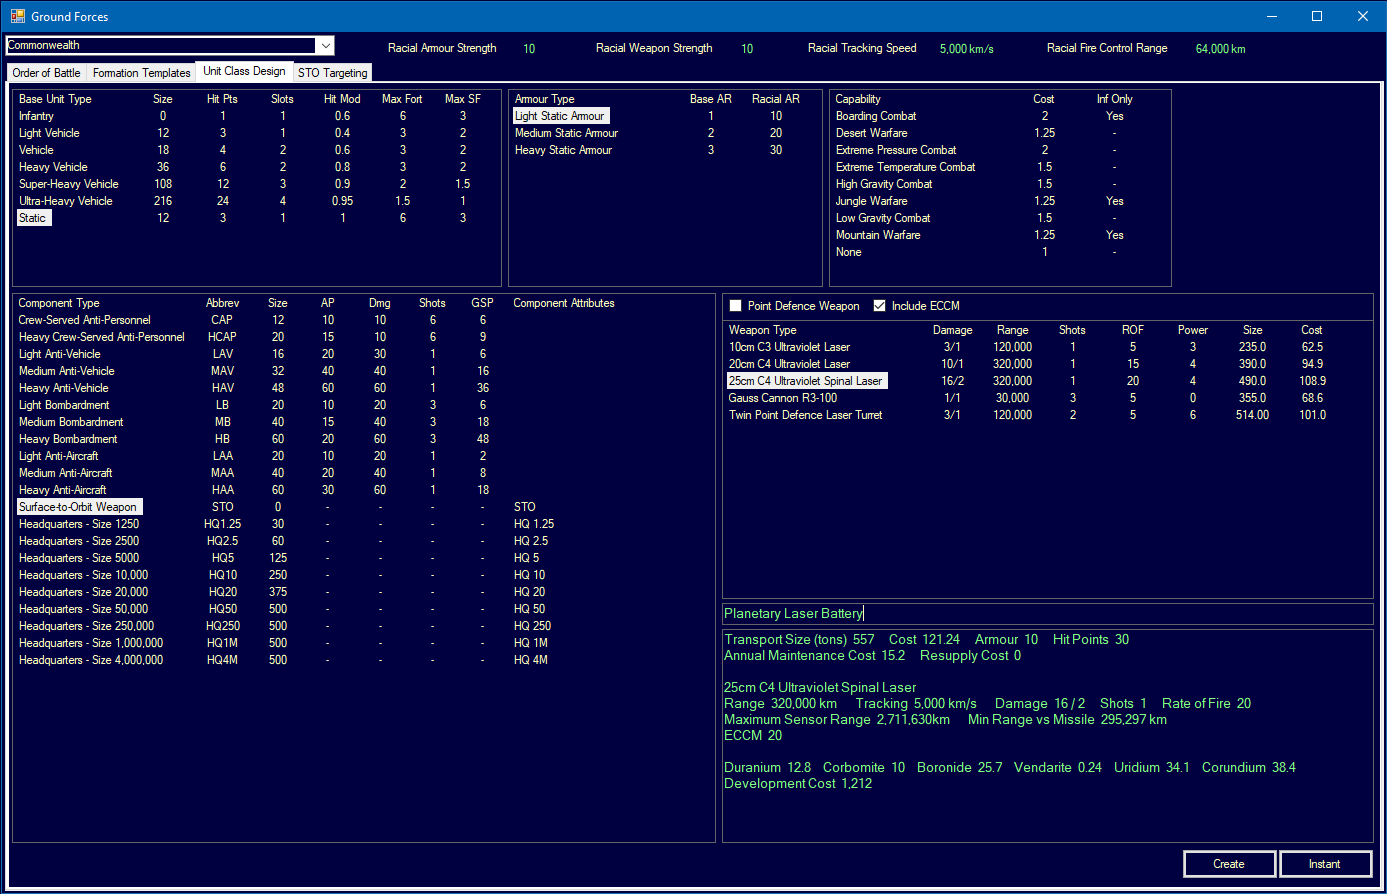 Ground Forces
Commonwealth
Racial Armour Strength 10 Racial Weapon Strength 10 Racial Tracking Speed 5,000 km/s Racial Fire Control Range 64,000 km
Order of Battle Formation Templates Unit Class Design STO Targeting
Base Unit Type Size Hit Pts Slots Hit Mod Max Fort Max SF
Infantry 0 1 1 0.6 6 3
Light Vehicle 12 3 1 0.4 3 2
Vehicle 18 4 2 0.6 3 2
Heavy Vehicle 36 6 2 0.8 3 2
Super-Heavy Vehicle 108 12 3 0.9 2 1.5
Ultra-Heavy Vehicle 216 24 4 0.95 1.5 1
Static 12 3 1 1 6 3
Armour Type Base AR Racial AR
Light Static Armour 1 10
Medium Static Armour 2 20
Heavy Static Armour 3 30
Capability Cost Inf Only
Boarding Combat 2 Yes
Desert Warfare 1.25 -
Extreme Pressure Combat 2 -
Extreme Temperature Combat 1.5 -
High Gravity Combat 1.5 -
Jungle Warfare 1.25 Yes
Low Gravity Combat 1.5 -
Mountain Warfare 1.25 Yes
None 1 -
Component Type Abbrev Size AP Dmg Shots GSP Component Attributes
Crew-Served Anti-Personnel CAP 12 10 10 6 6
Heavy Crew-Served Anti-Personnel HCAP 20 15 10 6 9
Light Anti-Vehicle LAV 16 20 30 1 6
Medium Anti-Vehicle MAV 32 40 40 1 16
Heavy Anti-Vehicle HAV 48 60 60 1 36
Light Bombardment LB 20 10 20 3 6
Medium Bombardment MB 40 15 40 3 18
Heavy Bombardment HB 60 20 60 3 48
Light Anti-Aircraft LAA 20 10 20 1 2
Medium Anti-Aircraft MAA 40 20 40 1 8
Heavy Anti-Aircraft HAA 60 30 60 1 18
Surface-to-Orbit Weapon STO 0 - - - - STO
Headquarters - Size 1250 HQ1.25 30 - - - - HQ 1.25
Headquarters - Size 2500 HQ2.5 60 - - - - HQ 2.5
Headquarters - Size 5000 HQ5 125 - - - - HQ 5
Headquarters - Size 10,000 HQ10 250 - - - - HQ 10
Headquarters - Size 20,000 HQ20 375 - - - - HQ 20
Headquarters - Size 50,000 HQ50 500 - - - - HQ 50
Headquarters - Size 250,000 HQ250 500 - - - - HQ 250
Headquarters - Size 1,000,000 HQ1M 500 - - - - HQ 1M
Headquarters - Size 4,000,000 HQ4M 500 - - - - HQ 4M
Point Defence Weapon Include ECCM
Weapon Type Damage Range Shots ROF Power Size Cost
10cm C3 Ultraviolet Laser 3/1 120,000 1 5 3 235.0 62.5
20cm C4 Ultraviolet Laser 10/1 320,000 1 15 4 390.0 94.9
25cm C4 Ultraviolet Spinal Laser 16/2 320,000 1 20 4 490.0 108.9
Gauss Cannon R3-100 1/1 30,000 3 5 0 355.0 68.6
Twin Point Defence Laser Turret 3/1 120,000 2 5 6 514.00 101.0
Planetary Laser Battery
Transport Size (tons) 557 Cost 121.24 Armour 10 Hit Points 30
Annual Maintenance Cost 15.2 Resupply Cost 0
25cm C4 Ultraviolet Spinal Laser
Range 320,000 km Tracking 5,000 km/s Damage 16 / 2 Shots 1 Rate of Fire 20
Maximum Sensor Range 2,711,630km Min Range vs Missile 295,297 km
ECCM 20
Duranium 12.8 Corbomite 10 Boronide 25.7 Vendarite 0.24 Uridium 34.1 Corundium 38.4
Development Cost 1,212
Create Instant